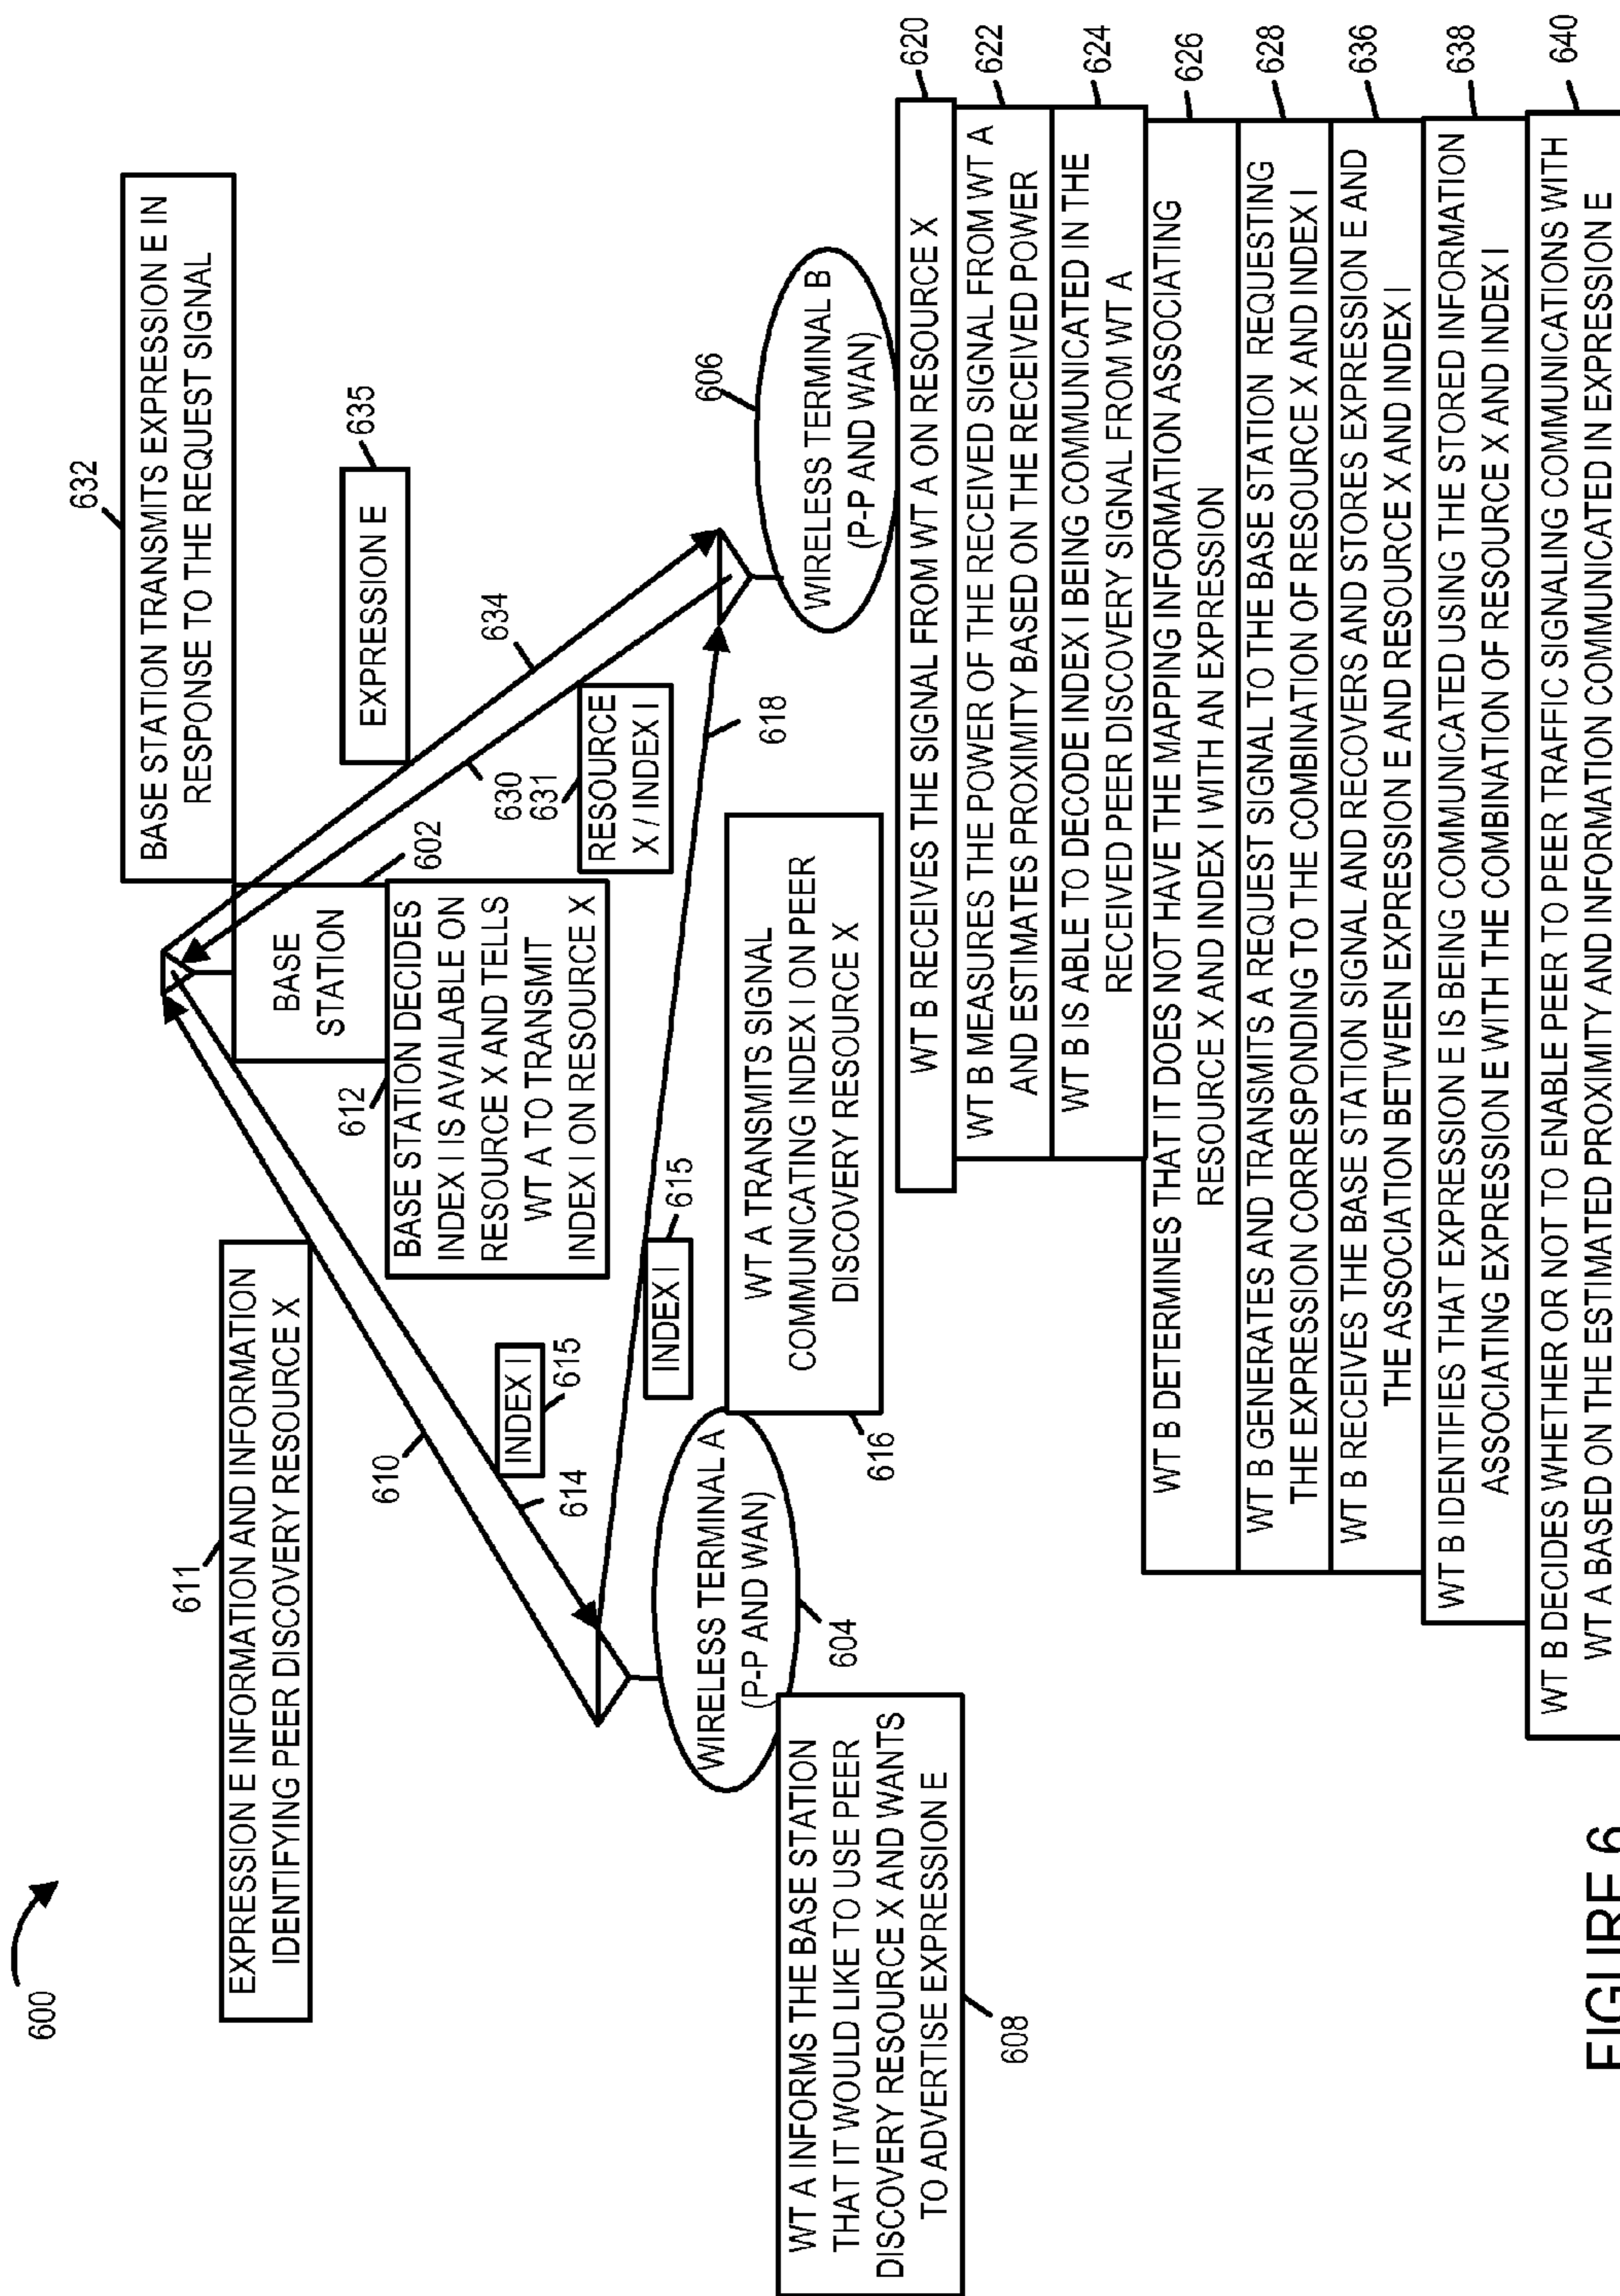 600
632
BASE STATION TRANSMITS EXPRESSION E IN
RESPONSE TO THE REQUEST SIGNAL
611
EXPRESSION E INFORMATION AND INFORMATION
IDENTIFYING PEER DISCOVERY RESOURCE X
610
BASE
STATION
602
612
BASE STATION DECIDES
INDEX I IS AVAILABLE ON
RESOURCE X AND TELLS
WT A TO TRANSMIT
INDEX I ON RESOURCE X
635
EXPRESSION E
634
630
631
RESOURCE
X / INDEX I
INDEX I
615
614
INDEX I
615
618
606
WIRELESS TERMINAL B
(P-P AND WAN)
WIRELESS TERMINAL A
(P-P AND WAN)
604
WT A TRANSMITS SIGNAL
COMMUNICATING INDEX I ON PEER
DISCOVERY RESOURCE X
616
WT A INFORMS THE BASE STATION
THAT IT WOULD LIKE TO USE PEER
DISCOVERY RESOURCE X AND WANTS
TO ADVERTISE EXPRESSION E
608
WT B RECEIVES THE SIGNAL FROM WT A ON RESOURCE X
620
WT B MEASURES THE POWER OF THE RECEIVED SIGNAL FROM WT A
AND ESTIMATES PROXIMITY BASED ON THE RECEIVED POWER
622
WT B IS ABLE TO DECODE INDEX I BEING COMMUNICATED IN THE
RECEIVED PEER DISCOVERY SIGNAL FROM WT A
624
WT B DETERMINES THAT IT DOES NOT HAVE THE MAPPING INFORMATION ASSOCIATING
RESOURCE X AND INDEX I WITH AN EXPRESSION
626
WT B GENERATES AND TRANSMITS A REQUEST SIGNAL TO THE BASE STATION REQUESTING
THE EXPRESSION CORRESPONDING TO THE COMBINATION OF RESOURCE X AND INDEX I
628
WT B RECEIVES THE BASE STATION SIGNAL AND RECOVERS AND STORES EXPRESSION E AND
THE ASSOCIATION BETWEEN EXPRESSION E AND RESOURCE X AND INDEX I
636
WT B IDENTIFIES THAT EXPRESSION E IS BEING COMMUNICATED USING THE STORED INFORMATION
ASSOCIATING EXPRESSION E WITH THE COMBINATION OF RESOURCE X AND INDEX I
638
WT B DECIDES WHETHER OR NOT TO ENABLE PEER TO PEER TRAFFIC SIGNALING COMMUNICATIONS WITH
WT A BASED ON THE ESTIMATED PROXIMITY AND INFORMATION COMMUNICATED IN EXPRESSION E
640
FIGURE 6